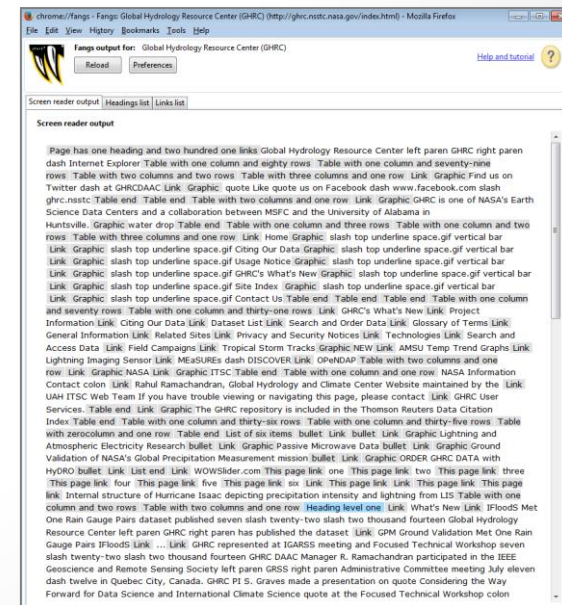 chrome://fangs - Fangs: Global Hydrology Resource Center (GHRC) (http://ghrc.nsstc.nasa.gov/index.html) - Mozilla Firefox
File Edit View History Bookmarks Tools Help
Fangs output for: Global Hydrology Resource Center (GHRC)
Reload Preferences
Help and tutorial ?
Screen reader output Headings list Links list
Screen reader output
Page has one heading and two hundred one links Global Hydrology Resource Center left paren GHRC right paren
dash Internet Explorer Table with one column and eighty rows Table with one column and seventy-nine
rows Table with two columns and two rows Table with three columns and one row Link Graphic Find us on
Twitter dash at GHRCDAAC Link Graphic quote Like quote us on Facebook dash www.facebook.com slash
ghrc.nsstc Table end Table end Table with two columns and one row Link Graphic GHRC is one of NASA's Earth
Science Data Centers and a collaboration between MSFC and the University of Alabama in
Huntsville. Graphic water drop Table end Table with one column and three rows Table with one column and two
rows Table with three columns and one row Link Home Graphic slash top underline space.gif vertical bar
Link Graphic slash top underline space.gif Citing Our Data Graphic slash top underline space.gif vertical bar
Link Graphic slash top underline space.gif Usage Notice Graphic slash top underline space.gif vertical bar
Link Graphic slash top underline space.gif GHRC's What's New Graphic slash top underline space.gif vertical bar
Link Graphic slash top underline space.gif Site Index Graphic slash top underline space.gif vertical bar
Link Graphic slash top underline space.gif Contact Us Table end Table end Table end Table with one column
and seventy rows Table with one column and thirty-one rows Link GHRC's What's New Link Project
Information Link Citing Our Data Link Dataset List Link Search and Order Data Link Glossary of Terms Link
General Information Link Related Sites Link Privacy and Security Notices Link Technologies Link Search and
Access Data Link Field Campaigns Link Tropical Storm Tracks Graphic NEW Link AMSU Temp Trend Graphs Link
Lightning Imaging Sensor Link MEaSUREs dash DISCOVER Link OPeNDAP Table with two columns and one
row Link Graphic NASA Link Graphic ITSC Table end Table with one column and one row NASA Information
Contact colon Link Rahul Ramachandran, Global Hydrology and Climate Center Website maintained by the Link
UAH ITSC Web Team If you have trouble viewing or navigating this page, please contact Link GHRC User
Services. Table end Link Graphic The GHRC repository is included in the Thomson Reuters Data Citation
Index Table end Table with one column and thirty-six rows Table with one column and thirty-five rows Table
with zerocolumn and one row Table end List of six items bullet Link bullet Link Graphic Lightning and
Atmospheric Electricity Research bullet Link Graphic Passive Microwave Data bullet Link Graphic Ground
Validation of NASA's Global Precipitation Measurement mission bullet Link Graphic ORDER GHRC DATA with
HyDRO bullet Link List end Link WOWSlider.com This page link one This page link two This page link three
This page link four This page link five This page link six Link This page Link This page Link This page
link Internal structure of Hurricane Isaac depicting precipitation intensity and lightning from LIS Table with one
column and two rows Table with two columns and one row Heading level one Link What's New Link IFloodS Met
One Rain Gauge Pairs dataset published seven slash twenty-two slash two thousand fourteen Global Hydrology
Resource Center left paren GHRC right paren has published the dataset Link GPM Ground Validation Met One Rain
Gauge Pairs IFloodS Link ... Link GHRC represented at IGARSS meeting and Focused Technical Workshop seven
slash twenty-two slash two thousand fourteen GHRC DAAC Manager R. Ramachandran participated in the IEEE
Geoscience and Remote Sensing Society left paren GRSS right paren Administrative Committee meeting July eleven
dash twelve in Quebec City, Canada. GHRC PI S. Graves made a presentation on quote Considering the Way
Forward for Data Science and International Climate Science quote at the Focused Technical Workshop colon